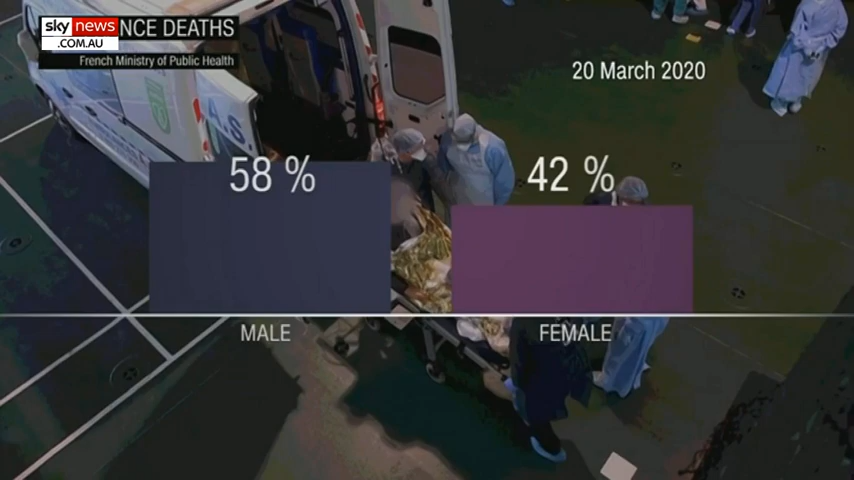 sky news
.COM.AU
NCE DEATHS
French Ministry of Public Health
20 March 2020
58 %
42 %
MALE
FEMALE